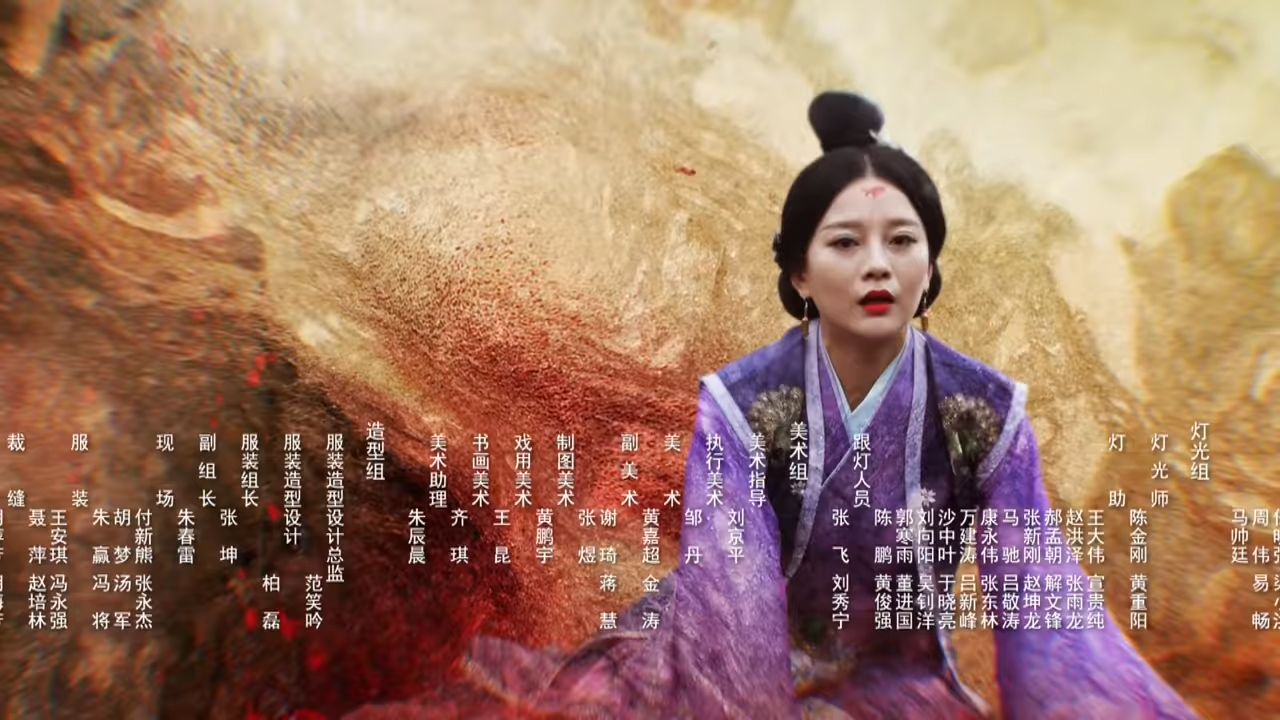 易畅
马帅廷
灯光组
灯光师
陈金刚
黄重阳
灯助
王大伟
宣贵纯
赵洪泽
张雨龙
郝孟朝
解文锋
张新刚
赵坤龙
马驰
吕敬涛
康永伟
张东林
万建涛
吕新峰
沙中叶
于晓亮
刘向阳
吴钊洋
郭寒雨
董进国
陈鹏
黄俊强
跟灯人员
张飞
刘秀宁
美术组
美术指导
刘京平
执行美术
邹丹
美术
黄嘉超
金涛
副美术
谢琦
蒋慧
张煜
制图美术
黄鹏宇
戏用美术
王昆
书画美术
齐琪
美术助理
朱辰晨
造型组
服装造型设计总监
范笑吟
服装造型设计
柏磊
服装组长
张坤
副组长
朱春雷
现场
付新熊
张永杰
胡梦
汤军
朱赢
冯将
服装
王安琪
冯永强
聂萍
赵培林
裁缝